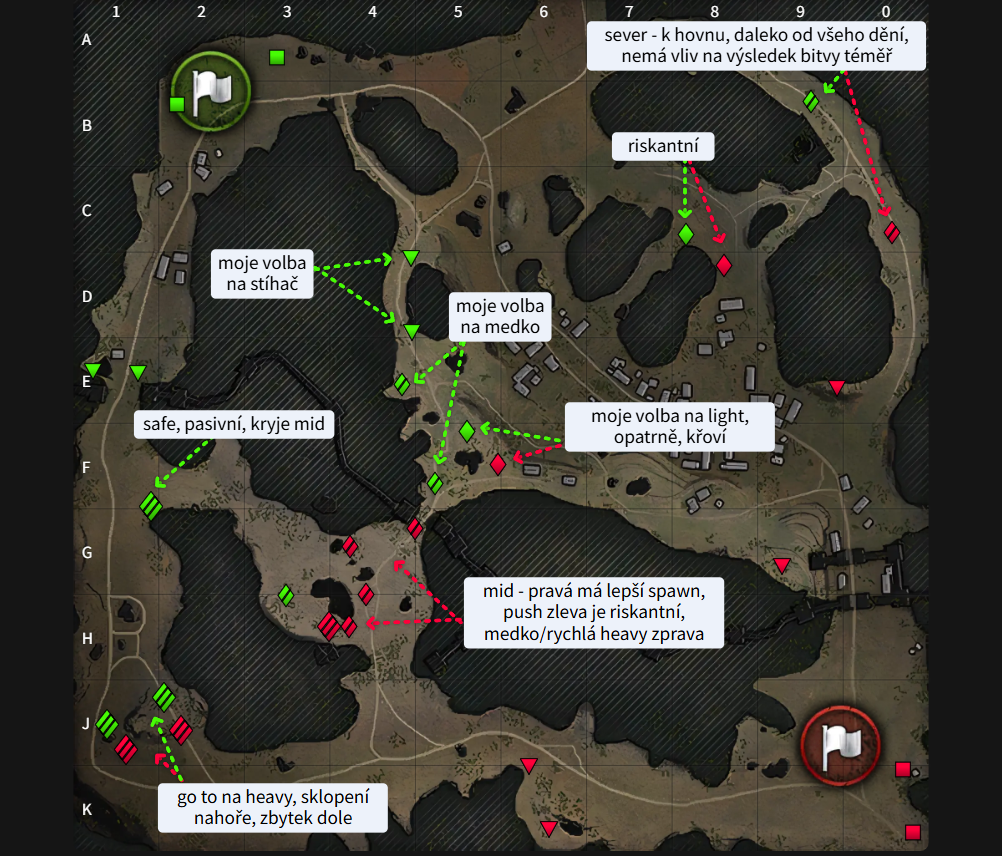 1 2 3 4 5 6 7 8 9 0
A
sever - k hovnu, daleko od všeho dění,
nemá vliv na výsledek bitvy téměř
B
riskantní
C
moje volba
na stíhač
D
moje volba
na medko
E
safe, pasivní, kryje mid
moje volba na light,
opatrně, křoví
F
G
mid - pravá má lepší spawn,
push zleva je riskantní,
medko/rychlá heavy zprava
H
J
go to na heavy, sklopení
nahoře, zbytek dole
K